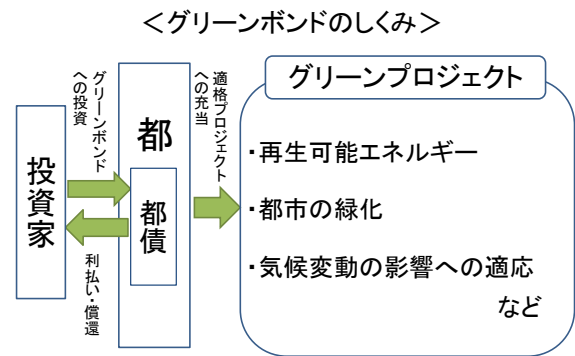 ＜グリーンボンドのしくみ＞
投資家
グリーンボンド
への投資
利払い・償還
都
都債
適格プロジェクト
への充当
グリーンプロジェクト
・再生可能エネルギー
・都市の緑化
・気候変動の影響への適応
など